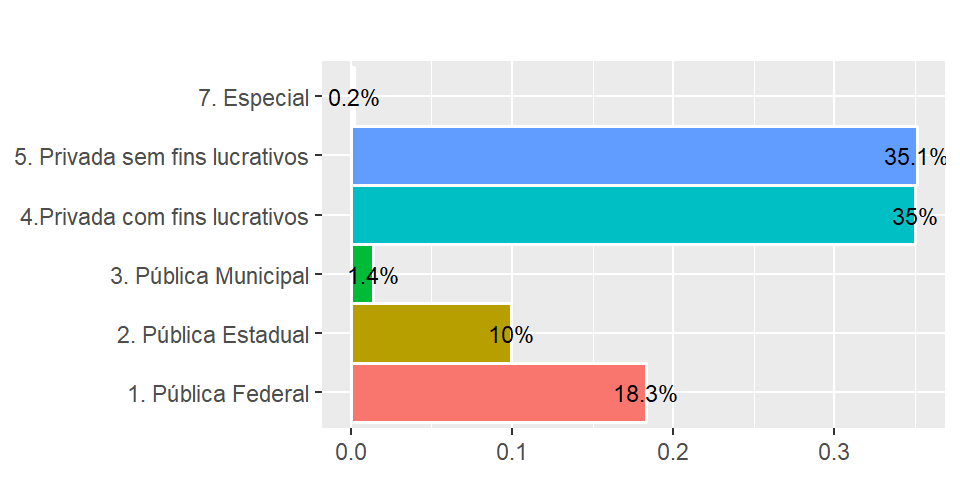 7. Especial 0.2%
5. Privada sem fins lucrativos 35.1%
4.Privada com fins lucrativos 35%
3. Pública Municipal 1.4%
2. Pública Estadual 10%
1. Pública Federal 18.3%
0.0 0.1 0.2 0.3